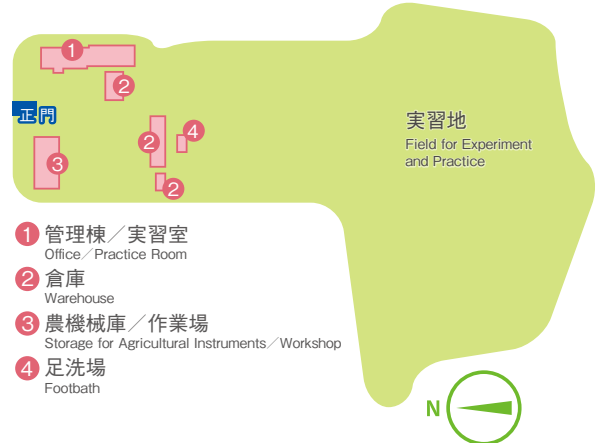 1
2
正門
2
4
3
2
実習地
Field for Experiment
and Practice
1 管理棟／実習室
Office／Practice Room
2 倉庫
Warehouse
3 農機械庫／作業場
Storage for Agricultural Instruments／Workshop
4 足洗場
Footbath
N